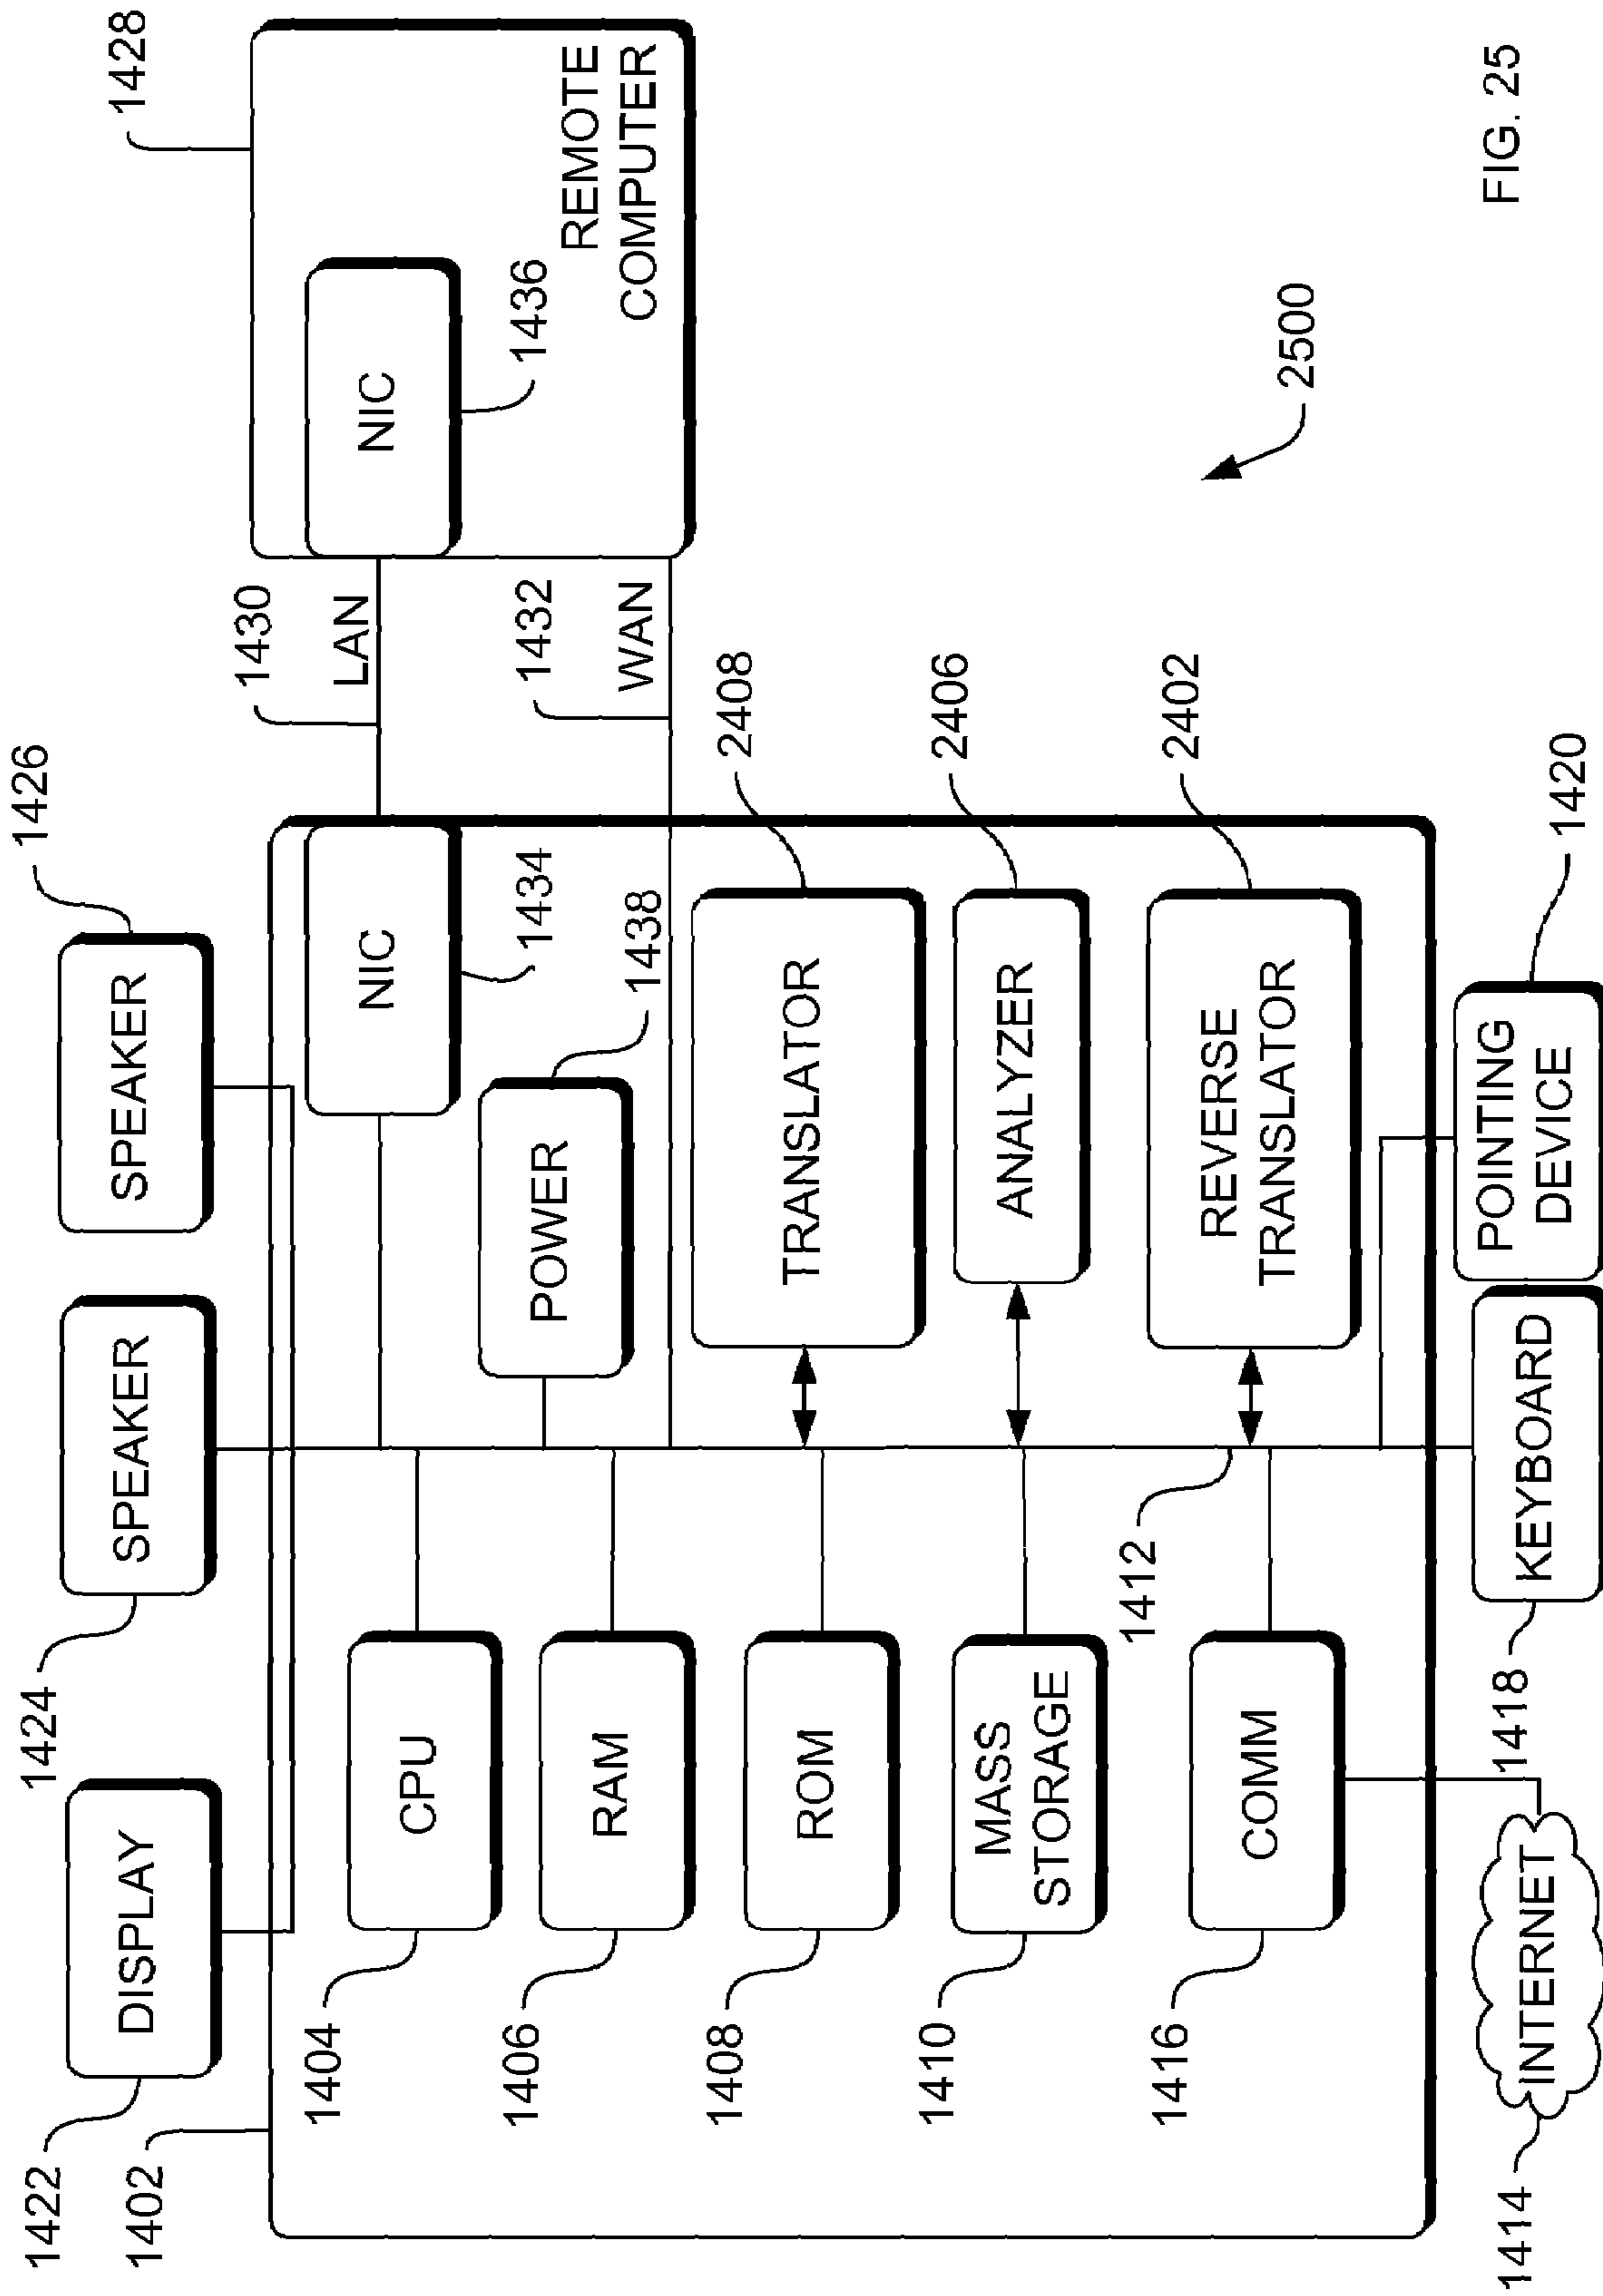 1422
DISPLAY
1424
SPEAKER
SPEAKER
1426
1402
1404
CPU
NIC
1434
1430
LAN
1428
NIC
1436
REMOTE
COMPUTER
1406
RAM
POWER
1438
1432
WAN
1408
ROM
TRANSLATOR
2408
1410
MASS
STORAGE
ANALYZER
2406
1412
1416
COMM
REVERSE
TRANSLATOR
2402
2500
1414
INTERNET
1418
KEYBOARD
POINTING
DEVICE
1420
FIG. 25